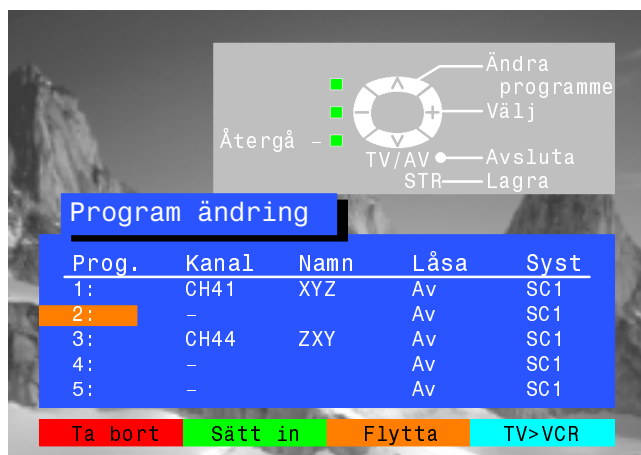 Ändra
programme
Välj
Återgå –
TV/AV Avsluta
STR Lagra
Program ändring
Prog. Kanal Namn Låsa Syst
1: CH41 XYZ Av SC1
2: – Av SC1
3: CH44 ZXY Av SC1
4: – Av SC1
5: – Av SC1
Ta bort Sätt in Flytta TV>VCR